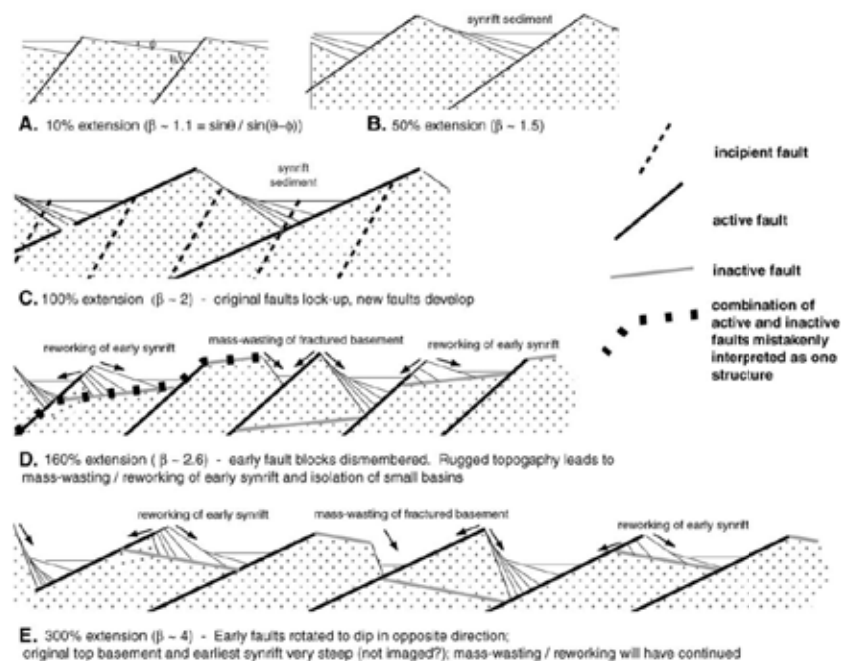 synrift sediment
A. 10% extension (β ~ 1.1 = sinθ / sin(θ–ϕ))
B. 50% extension (β ~ 1.5)
incipient fault
active fault
inactive fault
combination of
active and inactive
faults mistakenly
interpreted as one
structure
synrift
sediment
C. 100% extension (β ~ 2) - original faults lock-up, new faults develop
reworking of early synrift
mass-wasting of fractured basement
reworking of early synrift
D. 160% extension (β ~ 2.6) - early fault blocks dismembered. Rugged topography leads to
mass-wasting / reworking of early synrift and isolation of small basins
reworking of early synrift
mass-wasting of fractured basement
reworking of early synrift
E. 300% extension (β ~ 4) - Early faults rotated to dip in opposite direction;
original top basement and earliest synrift very steep (not imaged?); mass-wasting / reworking will have continued